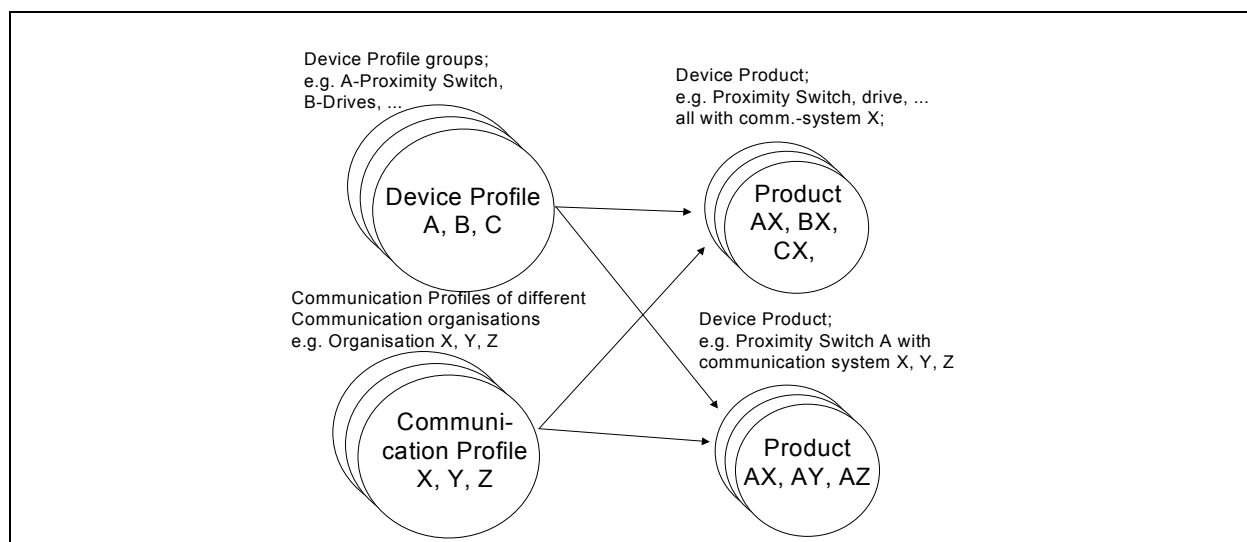 Device Profile groups;
e.g. A-Proximity Switch,
B-Drives, ...
Device Profile
A, B, C
Device Product;
e.g. Proximity Switch, drive, ...
all with comm.-system X;
Product
AX, BX,
CX,
Communication Profiles of different
Communication organisations
e.g. Organisation X, Y, Z
Communi-
cation Profile
X, Y, Z
Device Product;
e.g. Proximity Switch A with
communication system X, Y, Z
Product
AX, AY, AZ